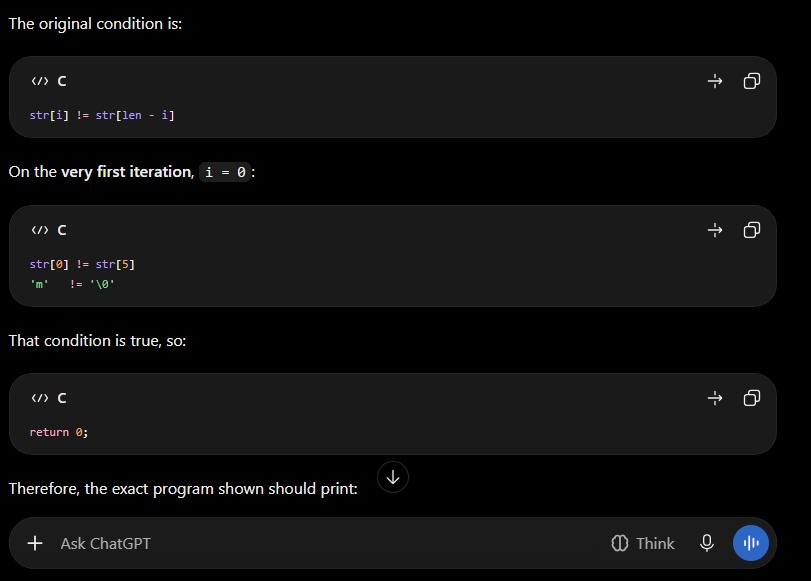 The original condition is:
</> C
str[i] != str[len - i]
On the very first iteration, i = 0:
</> C
str[0] != str[5]
'm'   != '\0'
That condition is true, so:
</> C
return 0;
Therefore, the exact program shown should print:
Ask ChatGPT
Think